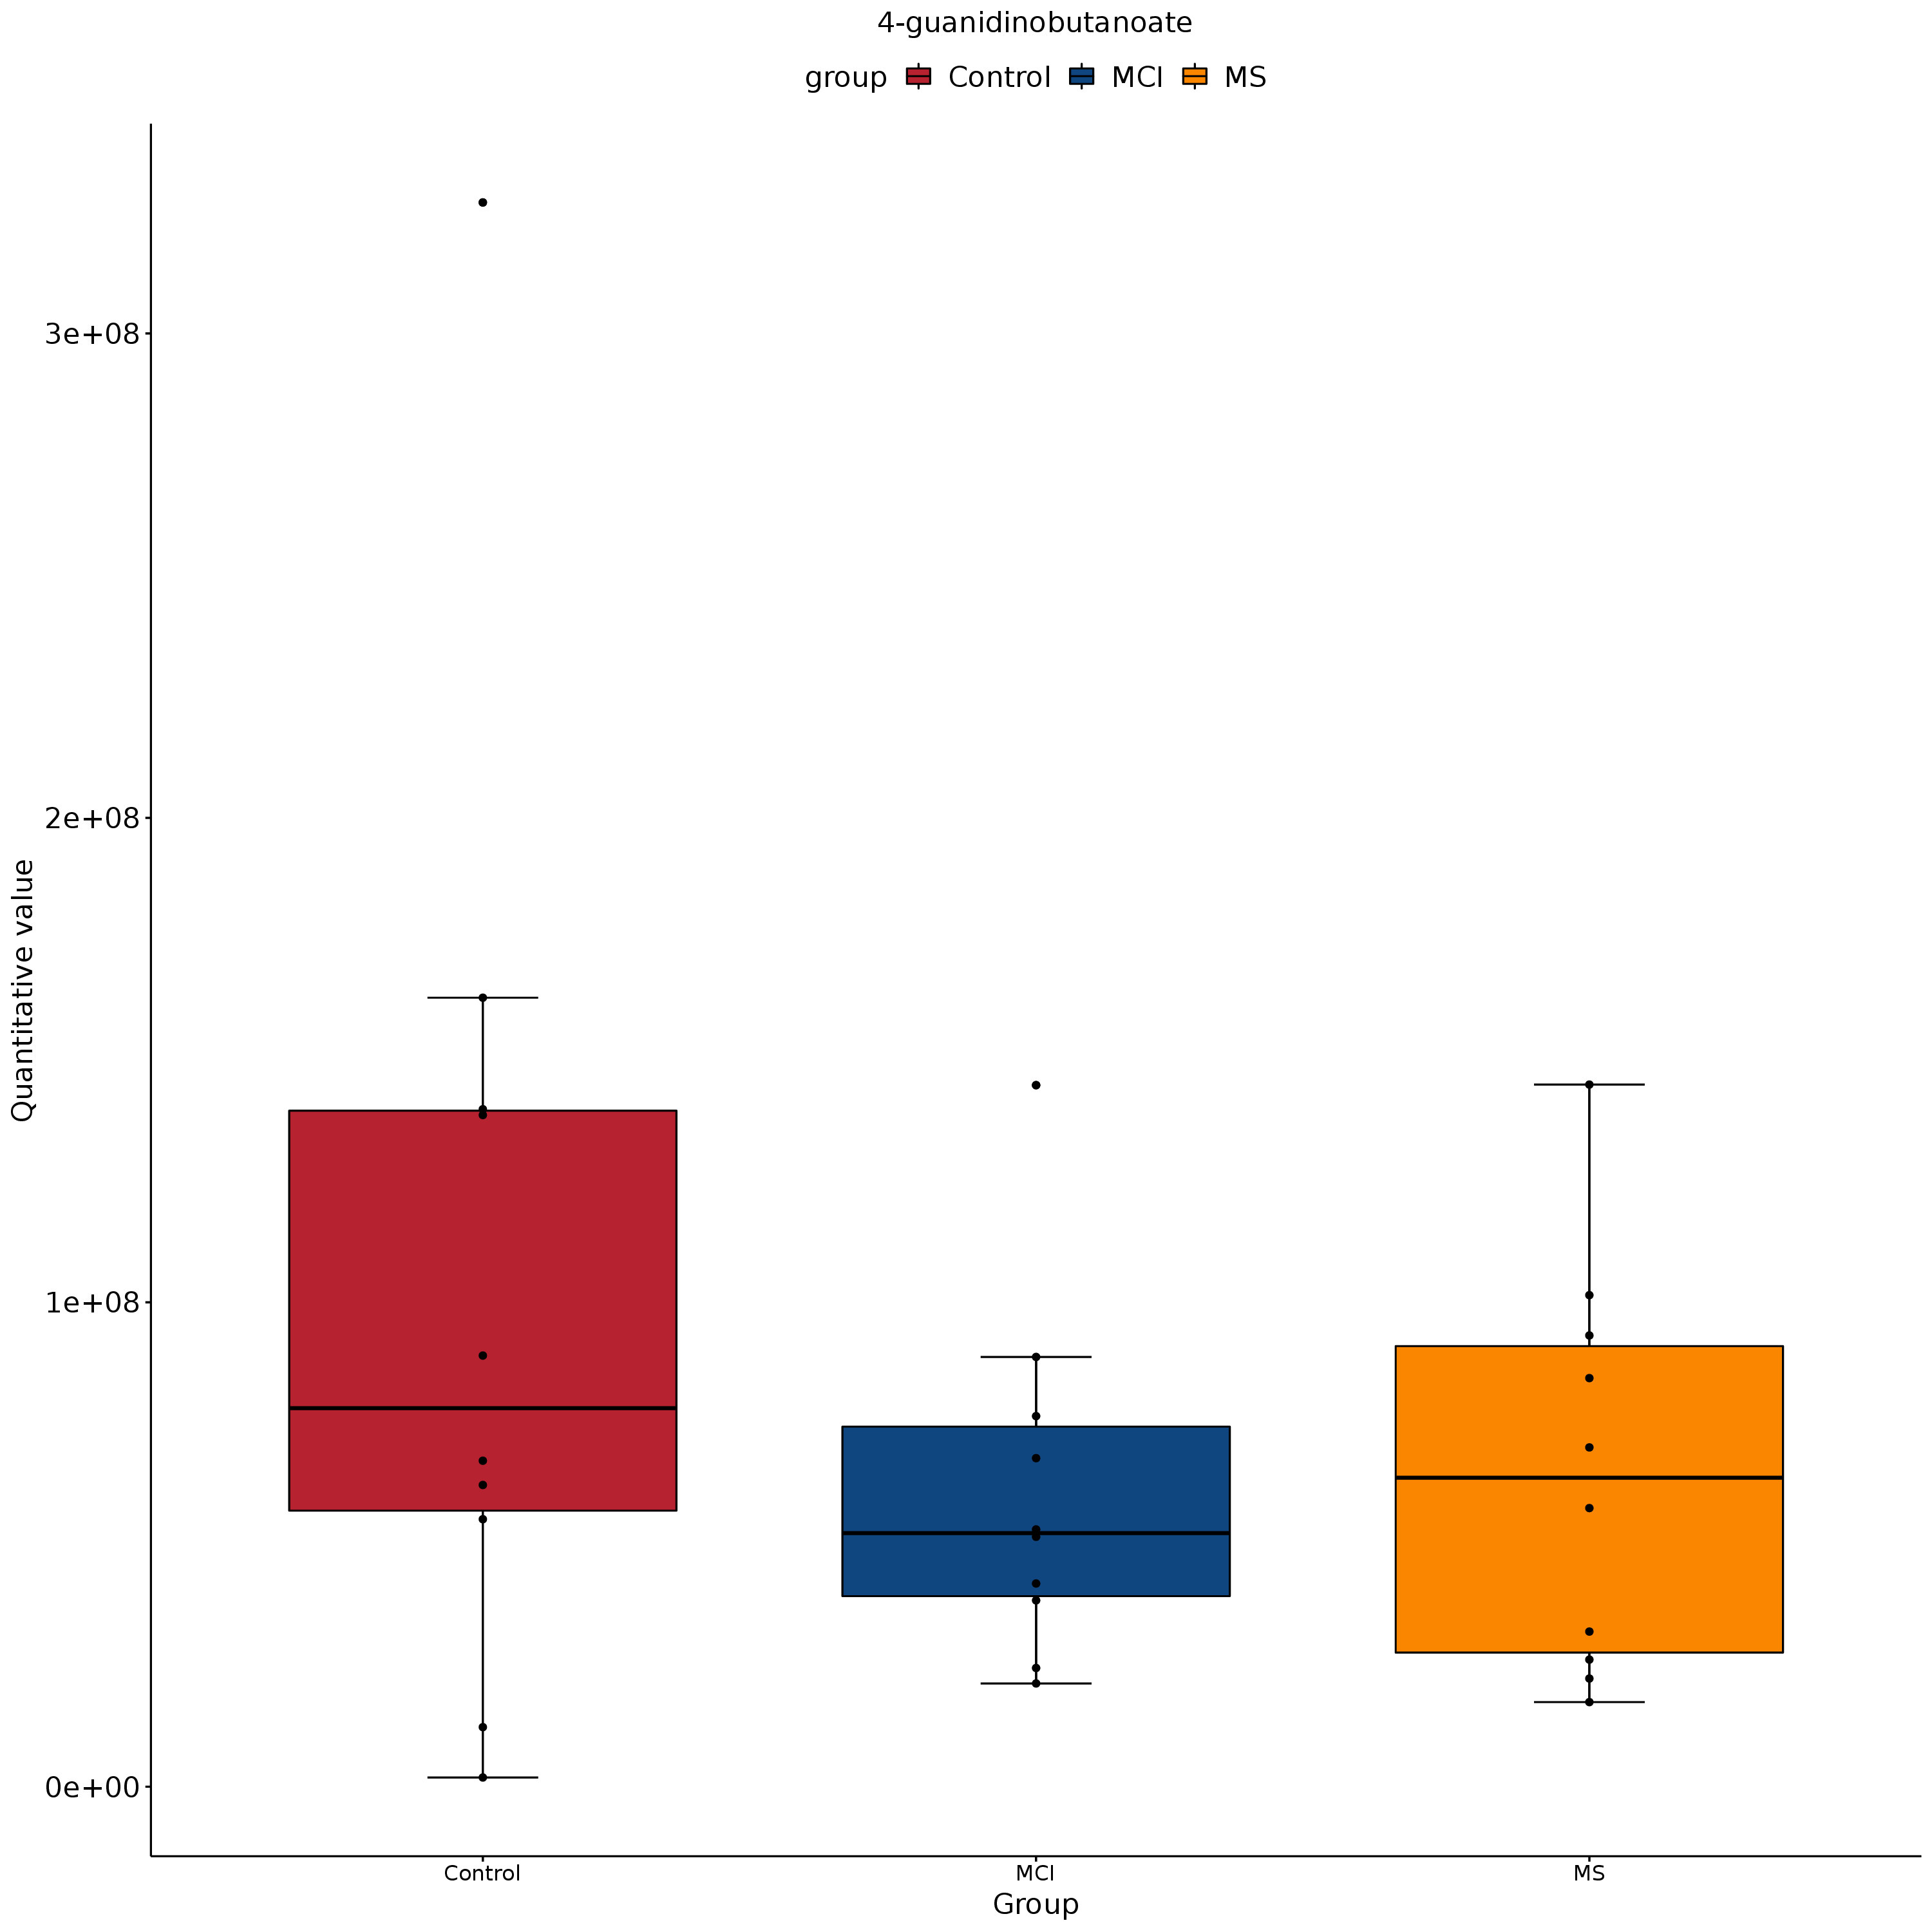 4-guanidinobutanoate
group Control MCI MS
3e+08
2e+08
1e+08
0e+00
Quantitative value
Control MCI MS
Group